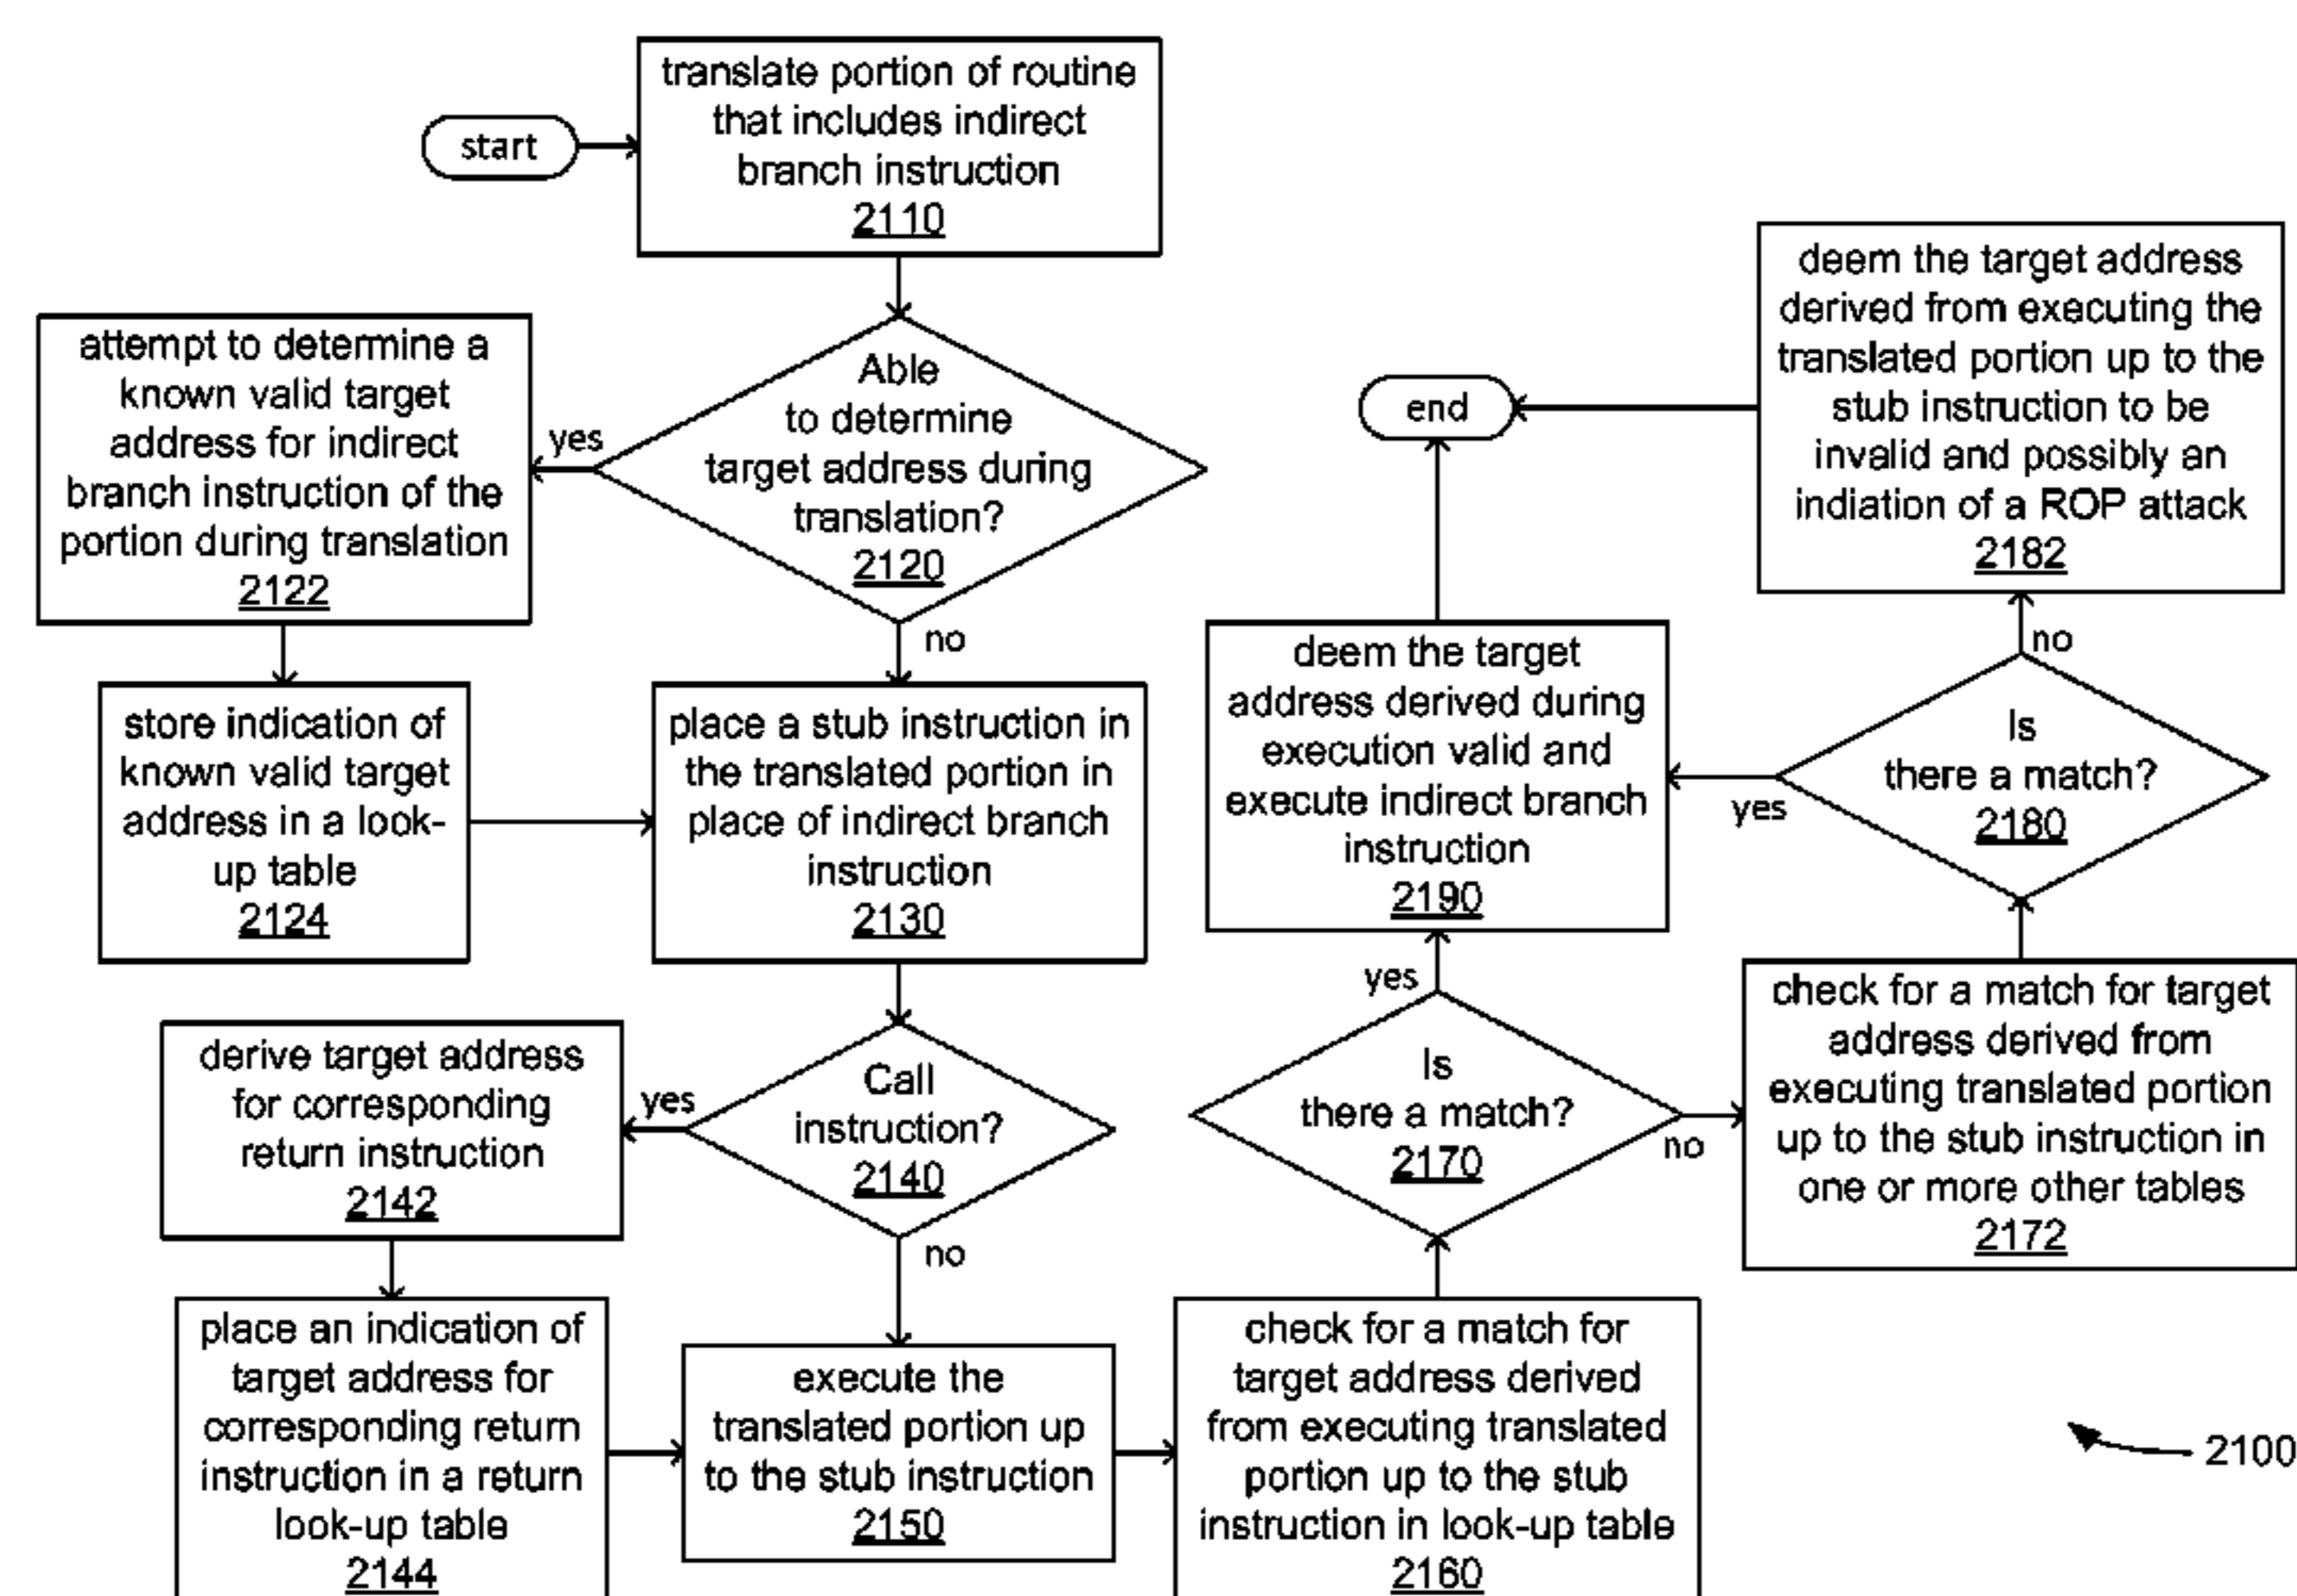 start
translate portion of routine
that includes indirect
branch instruction
2110
Able
to determine
target address during
translation?
2120
yes
no
attempt to determine a
known valid target
address for indirect
branch instruction of the
portion during translation
2122
store indication of
known valid target
address in a look-
up table
2124
place a stub instruction in
the translated portion in
place of indirect branch
instruction
2130
Call
instruction?
2140
yes
no
derive target address
for corresponding
return instruction
2142
place an indication of
target address for
corresponding return
instruction in a return
look-up table
2144
execute the
translated portion up
to the stub instruction
2150
check for a match for
target address derived
from executing translated
portion up to the stub
instruction in look-up table
2160
Is
there a match?
2170
yes
no
check for a match for target
address derived from
executing translated portion
up to the stub instruction in
one or more other tables
2172
Is
there a match?
2180
yes
no
deem the target address
derived from executing the
translated portion up to the
stub instruction to be
invalid and possibly an
indiation of a ROP attack
2182
deem the target
address derived during
execution valid and
execute indirect branch
instruction
2190
end
2100